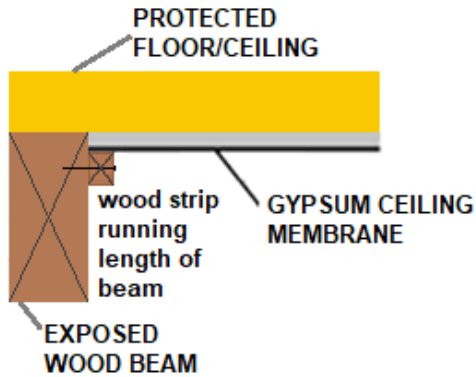 PROTECTED
FLOOR/CEILING
wood strip
running
length of
beam
GYPSUM CEILING
MEMBRANE
EXPOSED
WOOD BEAM